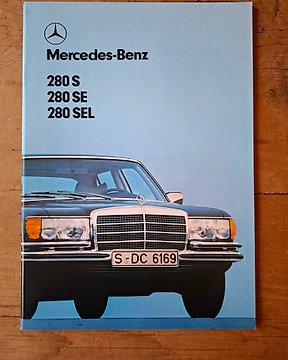 Mercedes-Benz
280 S
280 SE
280 SEL
S-DC 6169